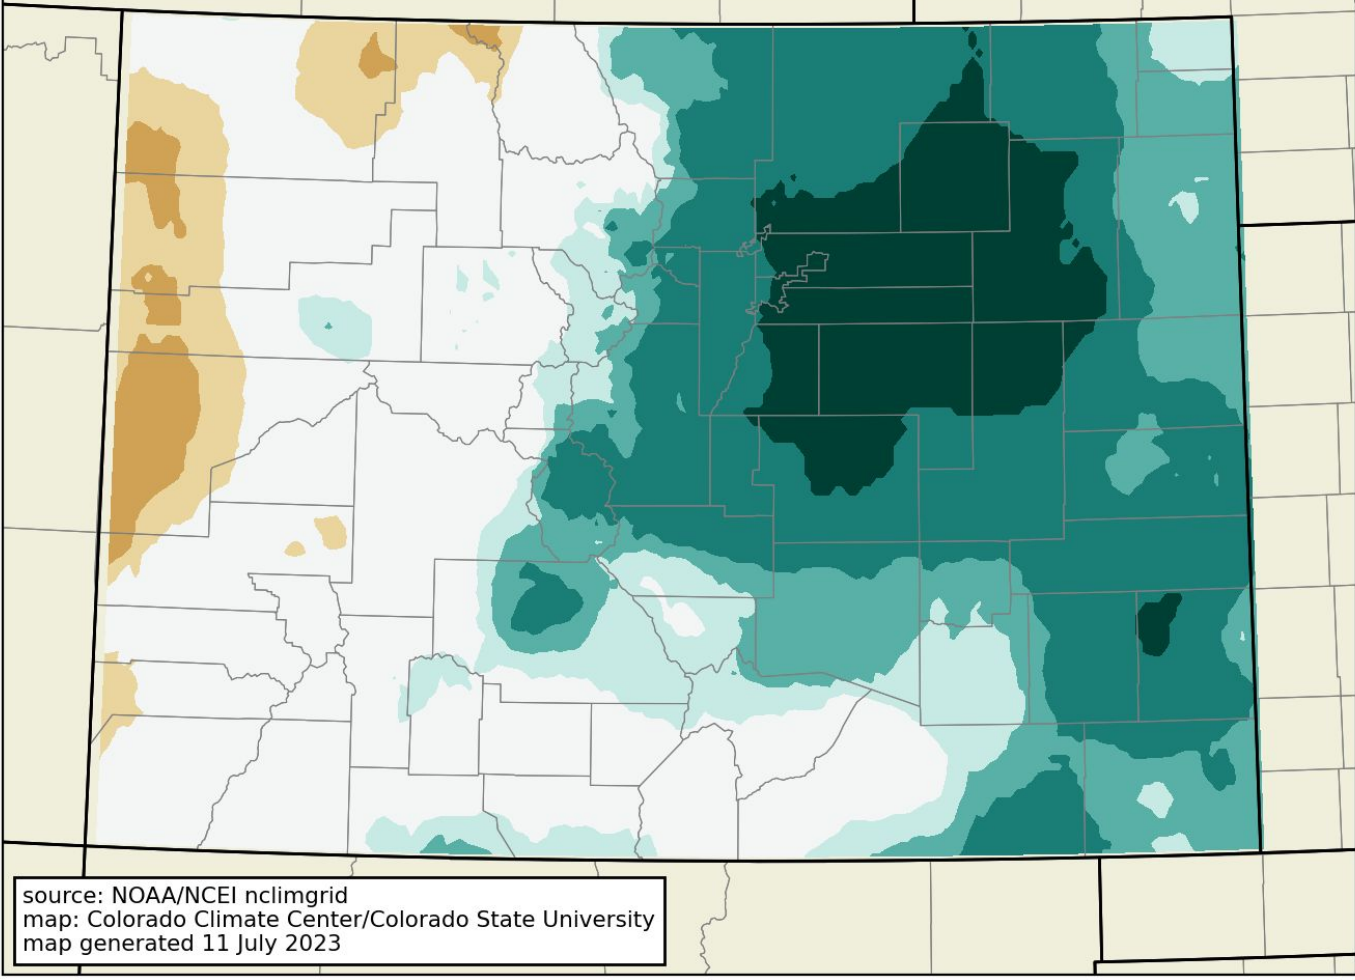 source: NOAA/NCEI nclimgrid
map: Colorado Climate Center/Colorado State University
map generated 11 July 2023